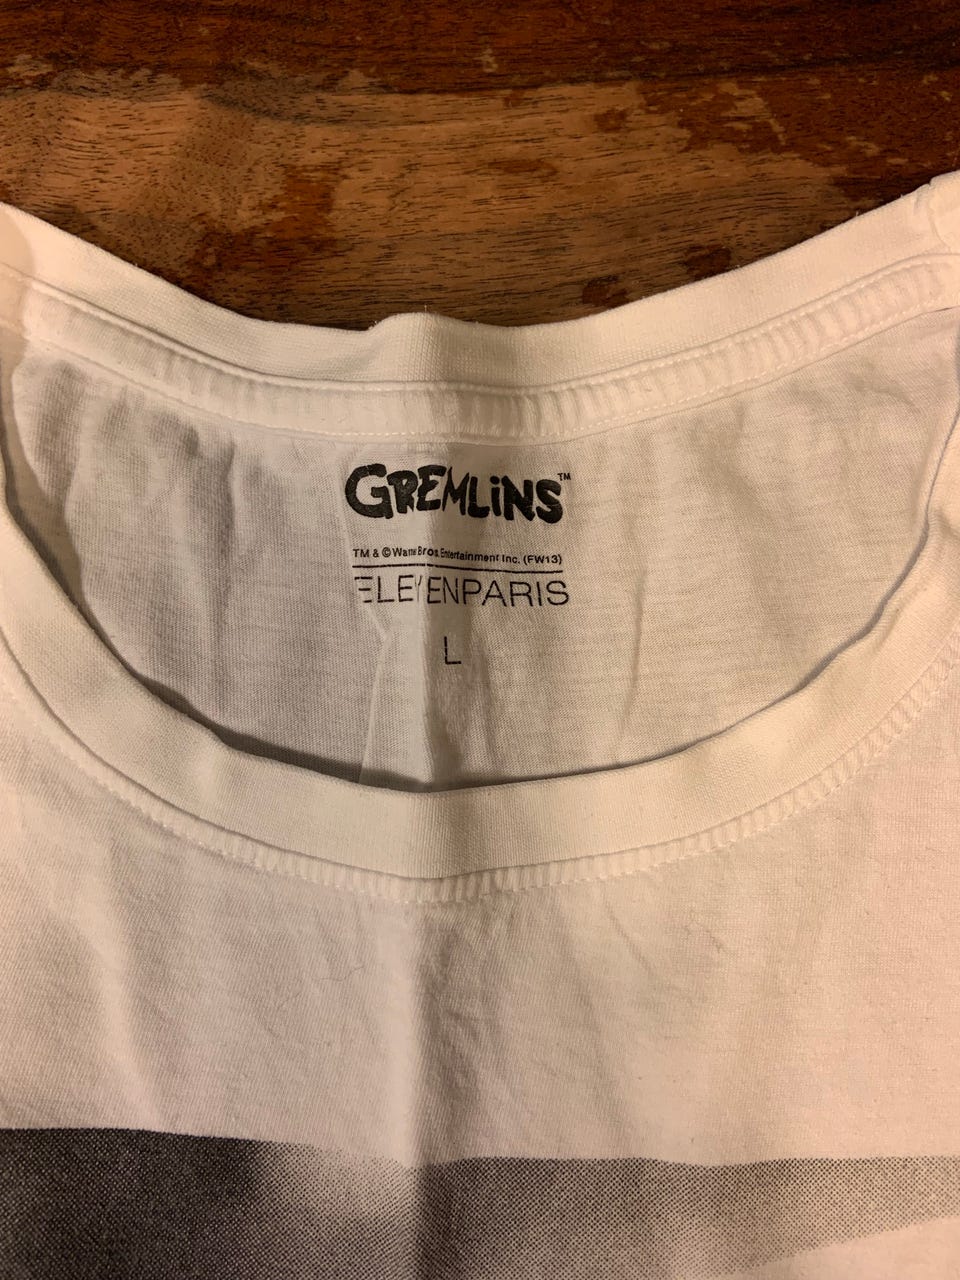 GREMLiNS™
TM & © Warner Bros. Entertainment Inc. (FW13)
ELEVENPARIS
L